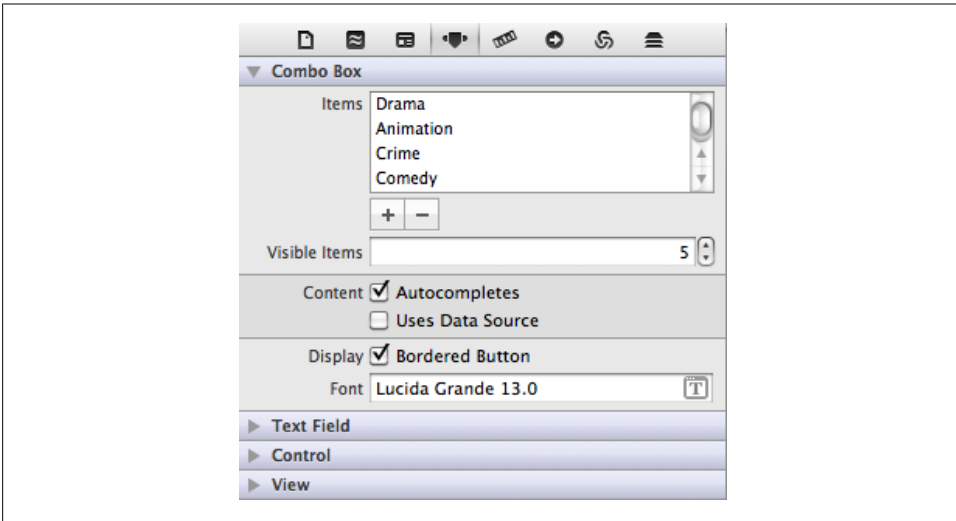 Combo Box
Items Drama
Animation
Crime
Comedy
+ −
Visible Items 5
Content Autocompletes
Uses Data Source
Display Bordered Button
Font Lucida Grande 13.0 T
Text Field
Control
View